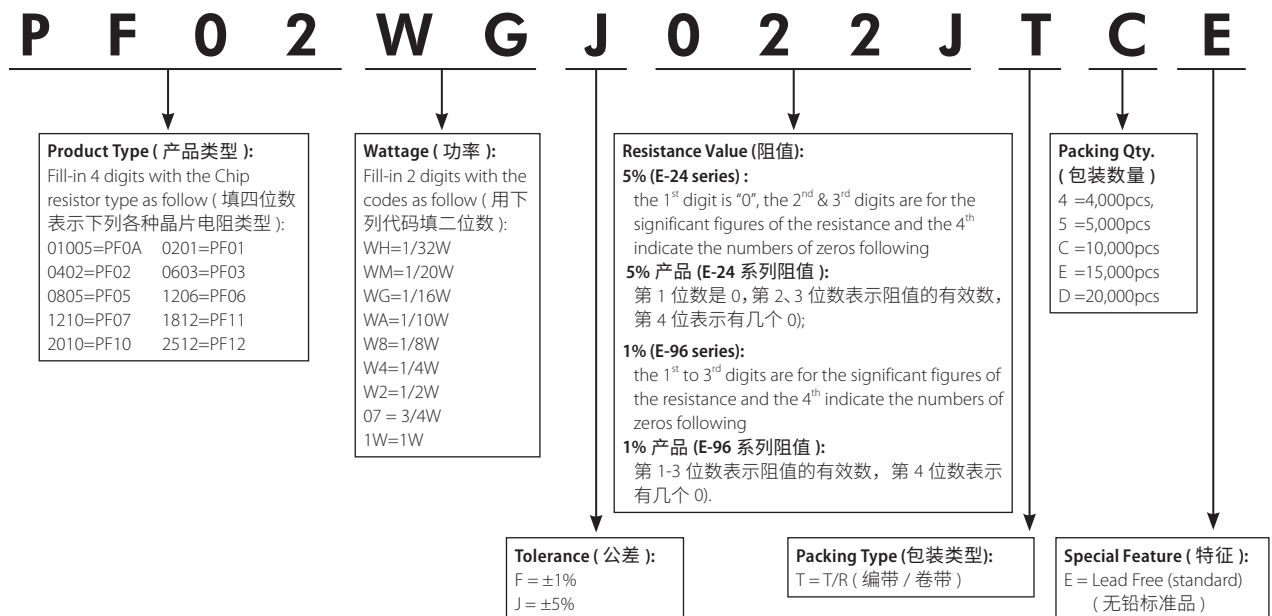 P F 0 2 W G J 0 2 2 J T C E
Product Type ( 产品类型 ):
Fill-in 4 digits with the Chip
resistor type as follow ( 填四位数
表示下列各种晶片电阻类型 ):
01005=PF0A 0201=PF01
0402=PF02 0603=PF03
0805=PF05 1206=PF06
1210=PF07 1812=PF11
2010=PF10 2512=PF12
Wattage ( 功率 ):
Fill-in 2 digits with the
codes as follow ( 用下
列代码填二位数 ):
WH=1/32W
WM=1/20W
WG=1/16W
WA=1/10W
W8=1/8W
W4=1/4W
W2=1/2W
07 = 3/4W
1W=1W
Resistance Value (阻值):
5% (E-24 series) :
the 1st digit is “0”, the 2nd & 3rd digits are for the
significant figures of the resistance and the 4th
indicate the numbers of zeros following
5% 产品 (E-24 系列阻值 ):
第 1 位数是 0, 第 2、3 位数表示阻值的有效数,
第 4 位表示有几个 0);
1% (E-96 series):
the 1st to 3rd digits are for the significant figures of
the resistance and the 4th indicate the numbers of
zeros following
1% 产品 (E-96 系列阻值 ):
第 1-3 位数表示阻值的有效数，第 4 位数表示
有几个 0).
Packing Qty.
( 包装数量 )
4 =4,000pcs,
5 =5,000pcs
C =10,000pcs
E =15,000pcs
D =20,000pcs
Tolerance ( 公差 ):
F = ±1%
J = ±5%
Packing Type (包装类型):
T = T/R ( 编带 / 卷带 )
Special Feature ( 特征 ):
E = Lead Free (standard)
( 无铅标准品 )